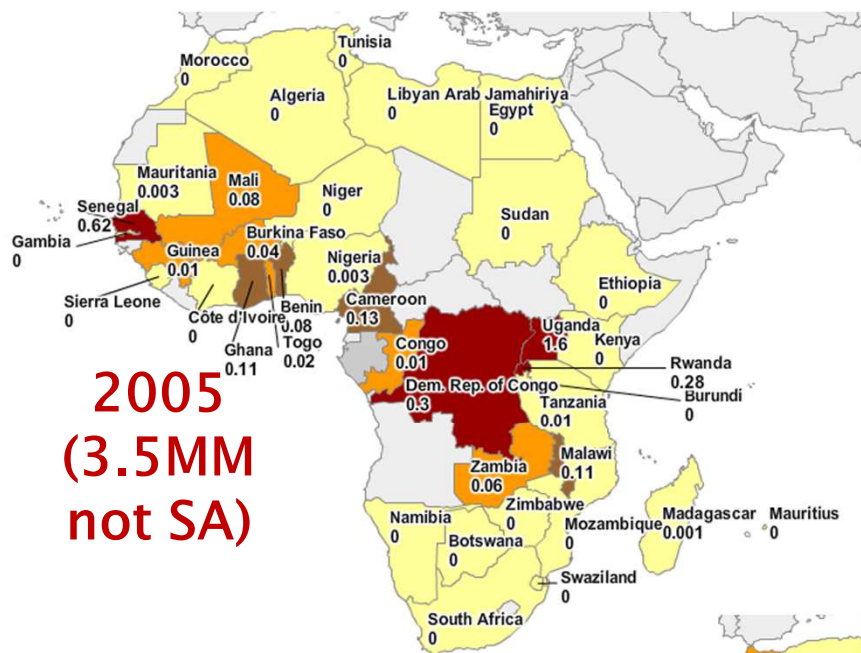 Tunisia
0
Morocco
0
Algeria
0
Libyan Arab Jamahiriya
0
Egypt
0
Mauritania
0.003
Mali
0.08
Niger
0
Sudan
0
Senegal
0.62
Gambia
0
Guinea
0.01
Burkina Faso
0.04
Nigeria
0.003
Ethiopia
0
Sierra Leone
0
Côte d'Ivoire
0
Ghana
0.11
Togo
0.02
Benin
0.08
Cameroon
0.13
Congo
0.01
Uganda
1.6
Kenya
0
Rwanda
0.28
Burundi
0
Dem. Rep. of Congo
0.3
Tanzania
0.01
2005
(3.5MM
not SA)
Zambia
0.06
Malawi
0.11
Zimbabwe
0
Mozambique
0
Madagascar
0.001
Mauritius
0
Namibia
0
Botswana
0
Swaziland
0
South Africa
0